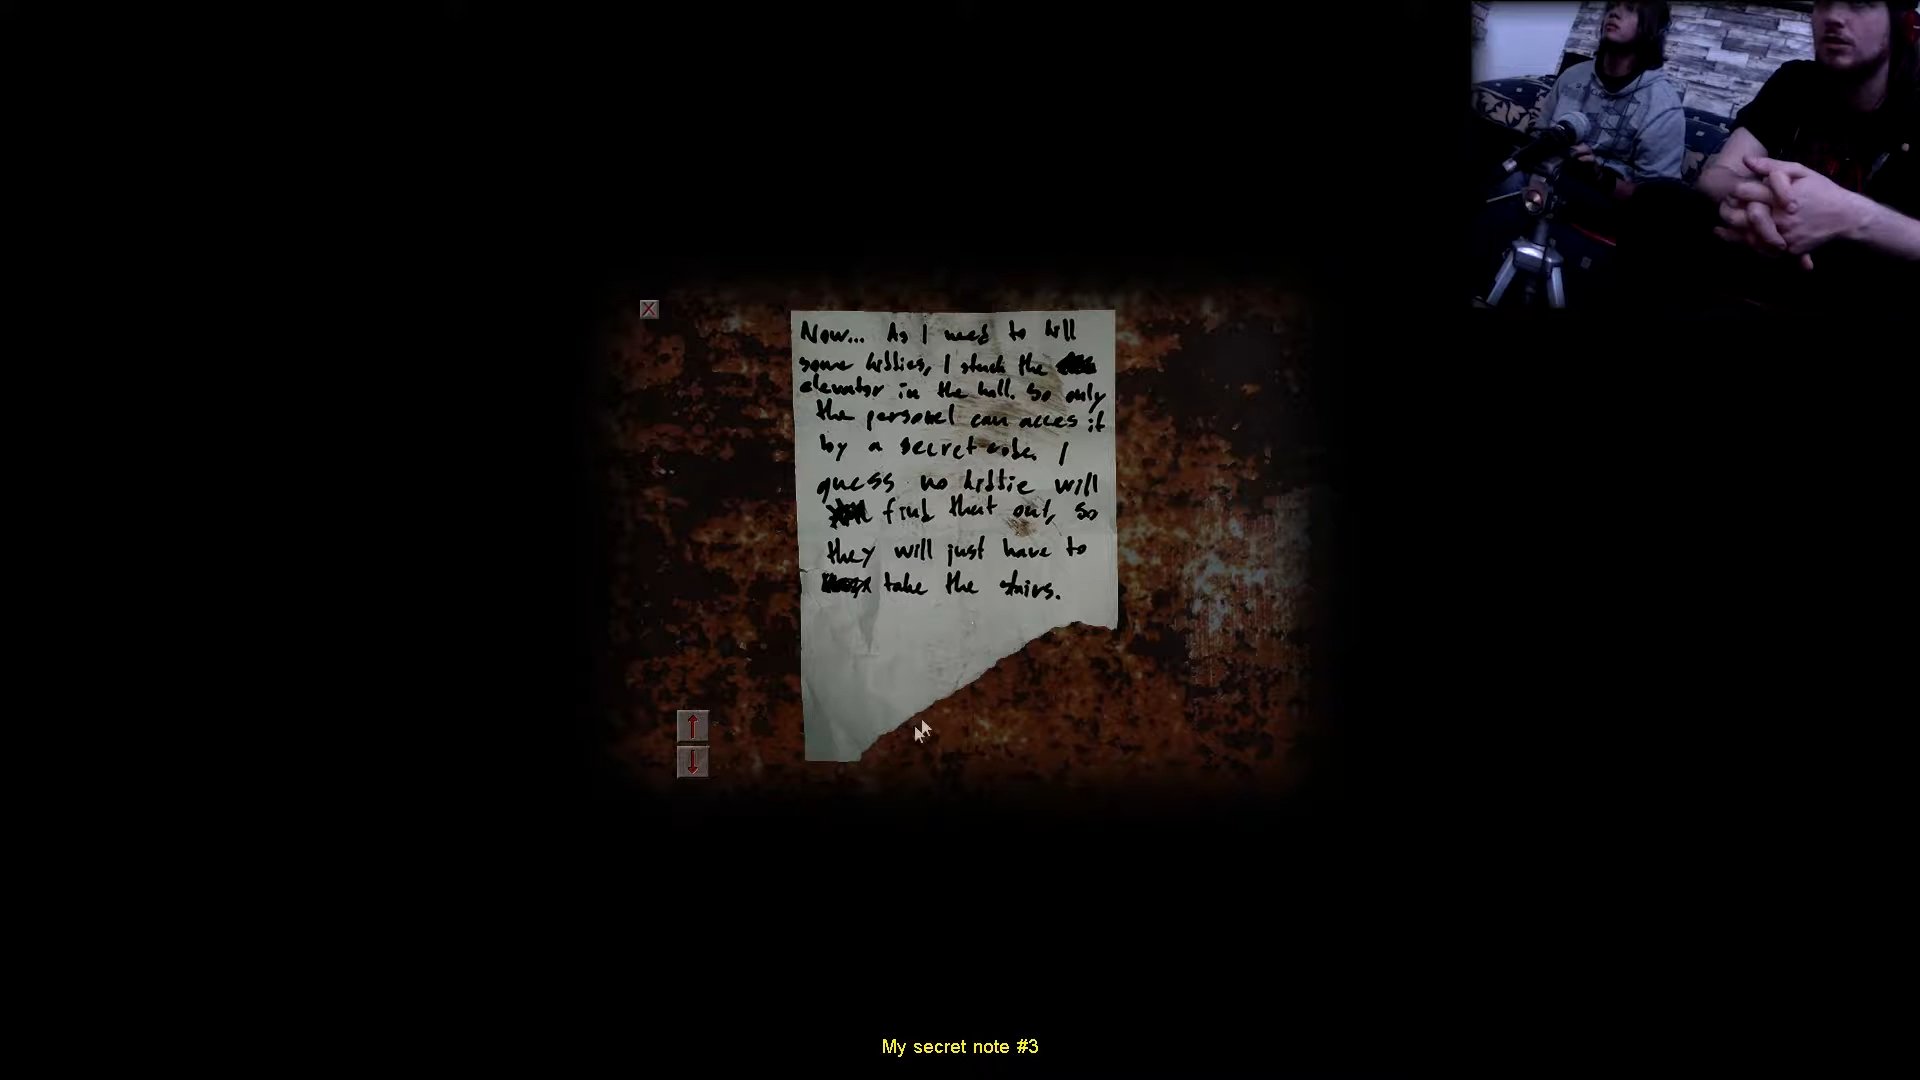 Now... As I need to kill
some kiddies, I stuck the
elevator in the hall. So only
the personel can acces it
by a secret code. I
guess no kiddie will
find that out, so
they will just have to
take the stairs.
My secret note #3